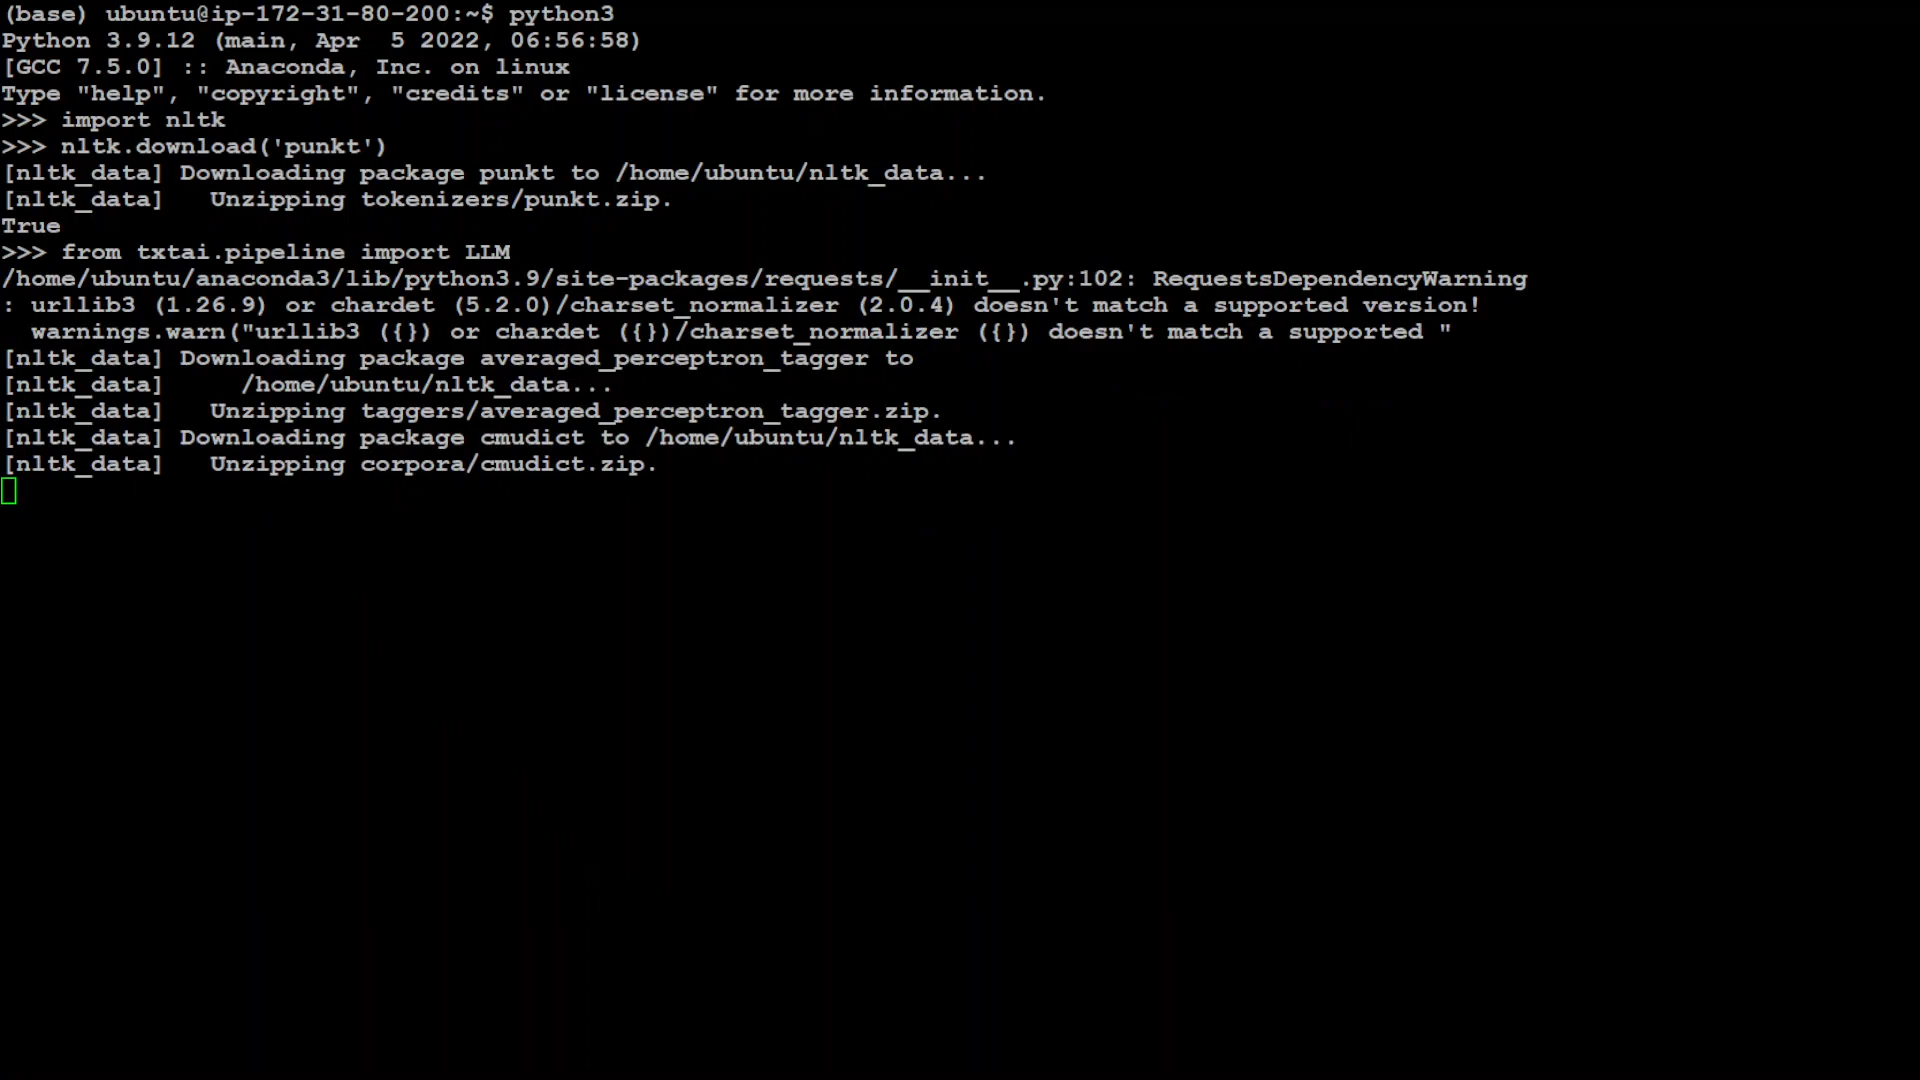 (base) ubuntu@ip-172-31-80-200:~$ python3
Python 3.9.12 (main, Apr  5 2022, 06:56:58)
[GCC 7.5.0] :: Anaconda, Inc. on linux
Type "help", "copyright", "credits" or "license" for more information.
>>> import nltk
>>> nltk.download('punkt')
[nltk_data] Downloading package punkt to /home/ubuntu/nltk_data...
[nltk_data]   Unzipping tokenizers/punkt.zip.
True
>>> from txtai.pipeline import LLM
/home/ubuntu/anaconda3/lib/python3.9/site-packages/requests/__init__.py:102: RequestsDependencyWarning
: urllib3 (1.26.9) or chardet (5.2.0)/charset_normalizer (2.0.4) doesn't match a supported version!
  warnings.warn("urllib3 ({}) or chardet ({})/charset_normalizer ({}) doesn't match a supported "
[nltk_data] Downloading package averaged_perceptron_tagger to
[nltk_data]     /home/ubuntu/nltk_data...
[nltk_data]   Unzipping taggers/averaged_perceptron_tagger.zip.
[nltk_data] Downloading package cmudict to /home/ubuntu/nltk_data...
[nltk_data]   Unzipping corpora/cmudict.zip.